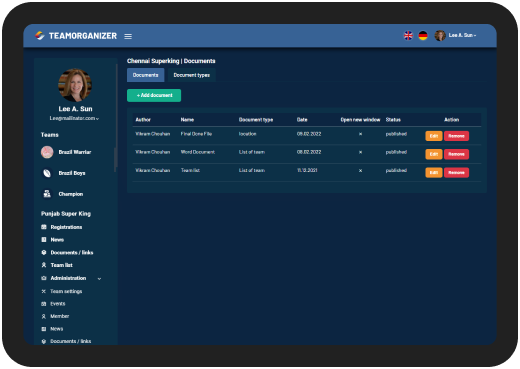 TEAMORGANIZER
Lee A. Sun
Lee A. Sun
Lee@mailinator.com
Teams
Brazil Warriar
Brazil Boys
Champion
Punjab Super King
Registrations
News
Documents / links
Team list
Administration
Team settings
Events
Member
News
Documents / links
Chennai Superking | Documents
Documents Document types
+ Add document
Author Name Document type Date Open new window Status Action
Vikram Chouhan Final Done File location 09.02.2022 × published Edit Remove
Vikram Chouhan Word Document List of team 08.02.2022 × published Edit Remove
Vikram Chouhan Team list List of team 11.12.2021 × published Edit Remove